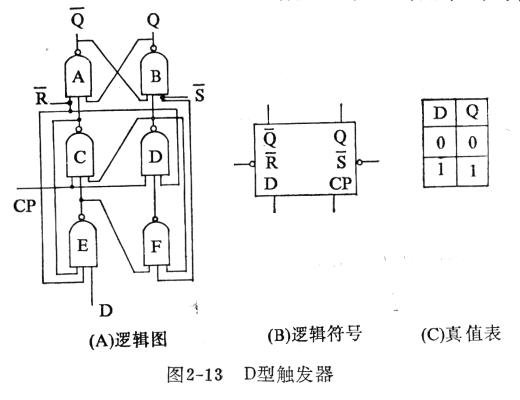 Q̅ Q
A B
R̅ S̅
C D
CP
E F
D
(A)逻辑图
Q̅ Q
R̅ S̅
D CP
(B)逻辑符号
D Q
0 0
1 1
(C)真值表
图2-13 D型触发器